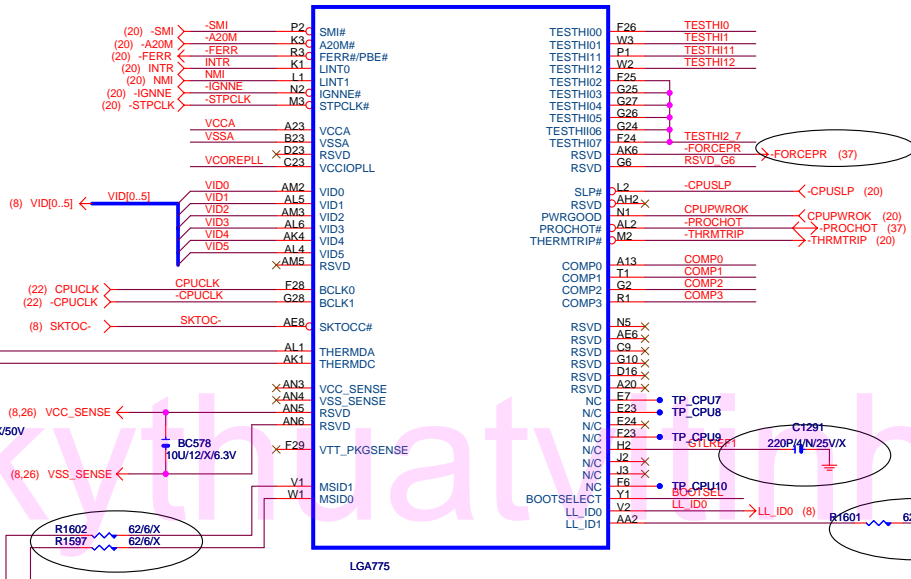 (20) -SMI -SMI P2 SMI# TESTHI00 F26 TESTHI0
(20) -A20M -A20M K3 A20M# TESTHI01 W3 TESTHI1
(20) -FERR -FERR R3 FERR#/PBE# TESTHI11 P1 TESTHI11
(20) INTR INTR K1 LINT0 TESTHI12 W2 TESTHI12
(20) NMI NMI L1 LINT1 TESTHI02 F25
(20) -IGNNE -IGNNE N2 IGNNE# TESTHI03 G25
(20) -STPCLK -STPCLK M3 STPCLK# TESTHI04 G27
TESTHI05 G26
VCCA A23 VCCA TESTHII06 G24
VSSA B23 VSSA TESTHI07 F24 TESTHI2_7
D23 RSVD RSVD AK6 -FORCEPR -FORCEPR (37)
VCOREPLL C23 VCCIOPLL RSVD G6 RSVD_G6
VID0 AM2 VID0 SLP# L2 -CPUSLP -CPUSLP (20)
(8) VID[0..5] VID[0..5] VID1 AL5 VID1 RSVD AH2
VID2 AM3 VID2 PWRGOOD N1 CPUPWROK CPUPWROK (20)
VID3 AL6 VID3 PROCHOT# AL2 -PROCHOT -PROCHOT (37)
VID4 AK4 VID4 THERMTRIP# M2 -THRMTRIP -THRMTRIP (20)
VID5 AL4 VID5
AM5 RSVD COMP0 A13 COMP0
COMP1 T1 COMP1
(22) CPUCLK CPUCLK F28 BCLK0 COMP2 G2 COMP2
(22) -CPUCLK -CPUCLK G28 BCLK1 COMP3 R1 COMP3
(8) SKTOC- SKTOC- AE8 SKTOCC# RSVD N5
RSVD AE6
AL1 THERMDA RSVD C9
AK1 THERMDC RSVD G10
RSVD D16
AN3 VCC_SENSE RSVD A20
AN4 VSS_SENSE NC E7 TP_CPU7
(8,26) VCC_SENSE AN5 RSVD N/C E23 TP_CPU8
AN6 RSVD N/C E24
X/50V N/C F23 TP_CPU9 C1291
BC578 F29 VTT_PKGSENSE N/C H2 GTLREF1 220P/4/N/25V/X
10U/12/X/6.3V N/C J2
(8,26) VSS_SENSE N/C J3
V1 MSID1 NC F6 TP_CPU10
W1 MSID0 BOOTSELECT Y1 BOOTSEL
LL_ID0 V2 LL_ID0 LL_ID0 (8)
R1602 62/6/X LL_ID1 AA2 R1601 62
R1597 62/6/X
LGA775
kythuatvitinh